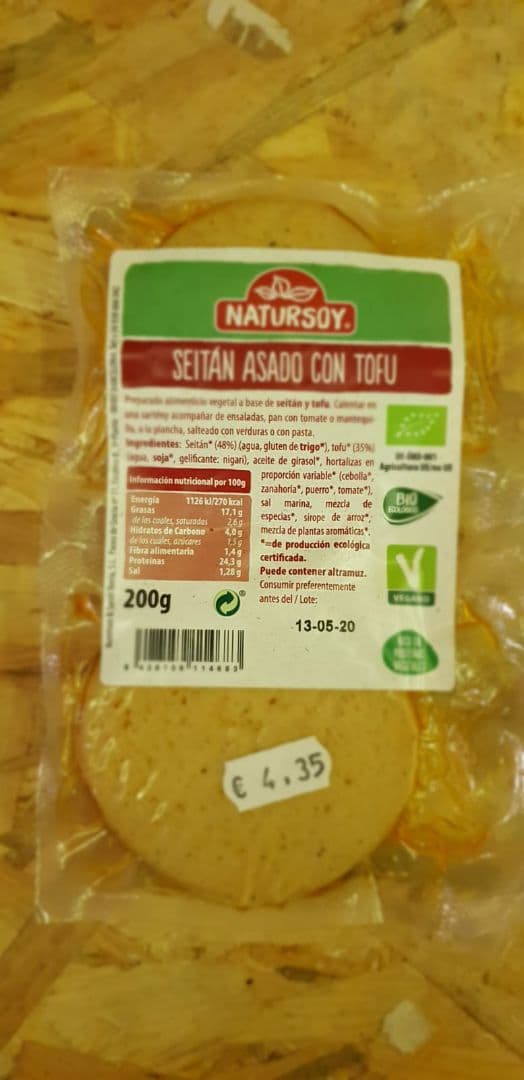 NATURSOY®
SEITÁN ASADO CON TOFU
Preparado alimenticio vegetal a base de seitán y tofu. Calentar en
una sartén y acompañar de ensaladas, pan con tomate o
a la plancha, salteado con verduras o con pasta.
Ingredientes: Seitán* (48%) (agua, gluten de trigo*), tofu* (35%)
(agua, soja*, gelificante: nigari), aceite de girasol*, hortalizas en
proporción variable* (cebolla*,
zanahoria*, puerro*, tomate*),
sal marina, mezcla de
especias*, sirope de arroz*,
mezcla de plantas aromáticas*.
*=de producción ecológica
certificada.
Puede contener altramuz.
Consumir preferentemente
antes del / Lote:
13-05-20
Información nutricional por 100g
Energía 1126 kJ/270 kcal
Grasas 17,1 g
de las cuales, saturadas 2,6 g
Hidratos de Carbono 4,0 g
de los cuales, azúcares 1,5 g
Fibra alimentaria 1,4 g
Proteínas 24,3 g
Sal 1,28 g
200g
Agricultura
BIO
ECOLÓGICO
V
VEGANO
€ 4,35